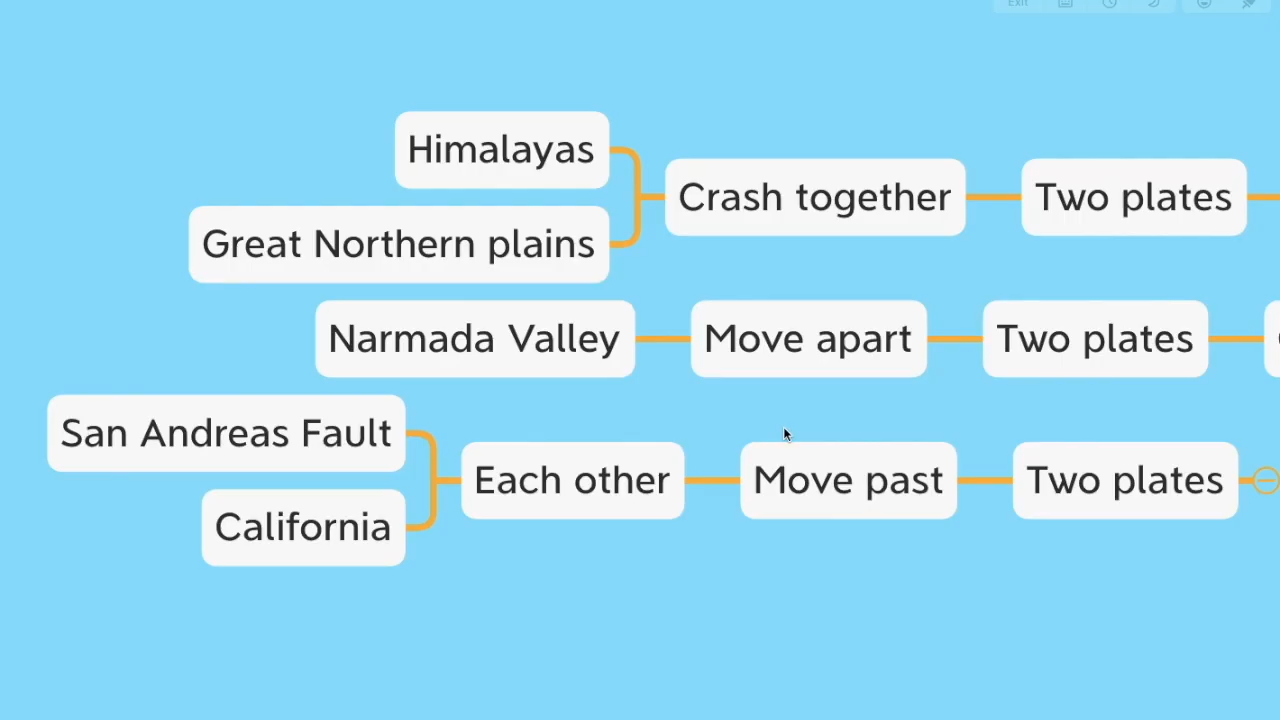 Exit
Himalayas
Crash together
Two plates
Great Northern plains
Narmada Valley
Move apart
Two plates
San Andreas Fault
Each other
Move past
Two plates
California